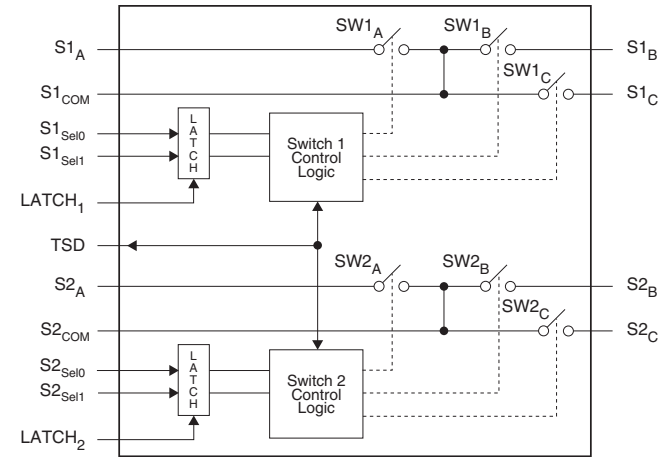 SW1A
SW1B
S1A
S1B
SW1C
S1COM
S1C
S1Sel0
S1Sel1
LATCH
Switch 1
Control
Logic
LATCH1
TSD
SW2A
SW2B
S2A
S2B
SW2C
S2COM
S2C
S2Sel0
S2Sel1
LATCH
Switch 2
Control
Logic
LATCH2